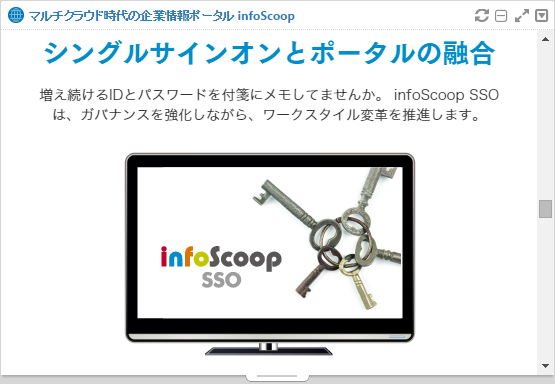 マルチクラウド時代の企業情報ポータル infoScoop
シングルサインオンとポータルの融合
増え続けるIDとパスワードを付箋にメモしてませんか。 infoScoop SSO
は、ガバナンスを強化しながら、ワークスタイル変革を推進します。
infoScoop
SSO